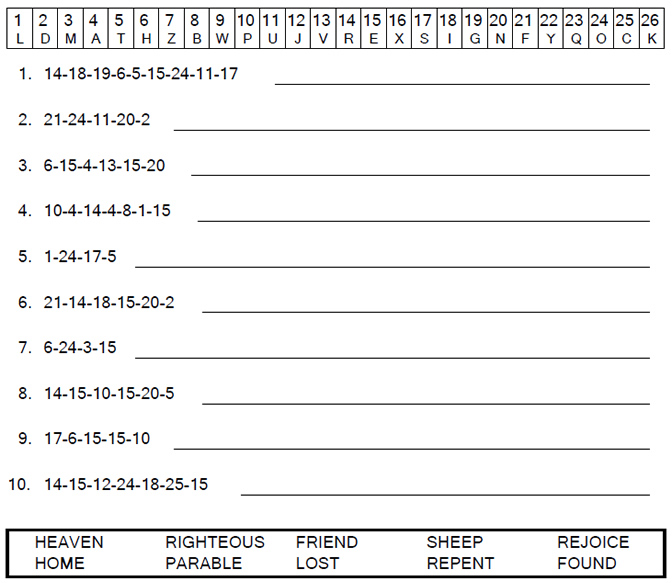 1 2 3 4 5 6 7 8 9 10 11 12 13 14 15 16 17 18 19 20 21 22 23 24 25 26
L D M A T H Z B W P U J V R E X S I G N F Y Q O C K
1. 14-18-19-6-5-15-24-11-17
2. 21-24-11-20-2
3. 6-15-4-13-15-20
4. 10-4-14-4-8-1-15
5. 1-24-17-5
6. 21-14-18-15-20-2
7. 6-24-3-15
8. 14-15-10-15-20-5
9. 17-6-15-15-10
10. 14-15-12-24-18-25-15
HEAVEN RIGHTEOUS FRIEND SHEEP REJOICE
HOME PARABLE LOST REPENT FOUND